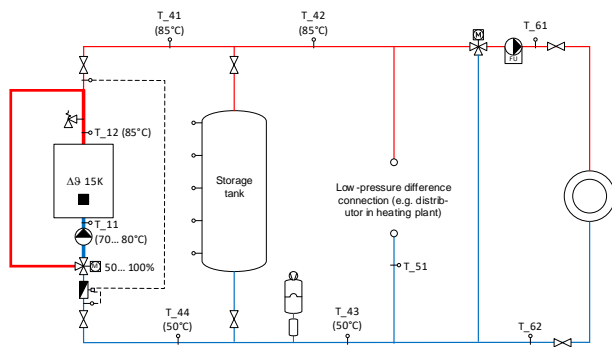 T_41
(85°C)
T_42
(85°C)
T_61
M
FU
T_12 (85°C)
Δϑ 15K
Storage
tank
Low-pressure difference
connection (e.g. distrib-
utor in heating plant)
T_11
(70... 80°C)
M
50... 100%
T_51
T_44
(50°C)
T_43
(50°C)
T_62